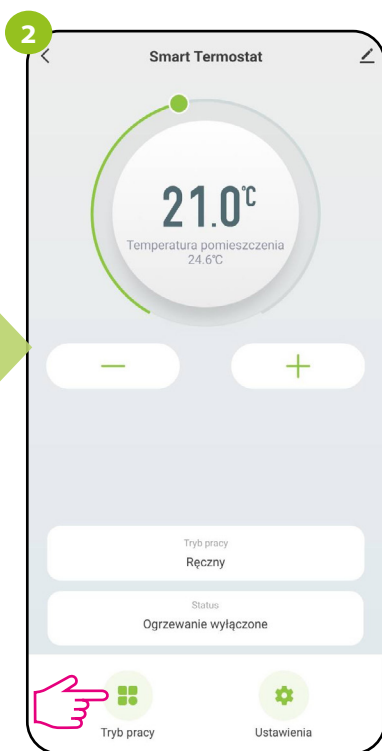 2
Smart Termostat
21.0°C
Temperatura pomieszczenia
24.6°C
Tryb pracy
Ręczny
Status
Ogrzewanie wyłączone
Tryb pracy
Ustawienia